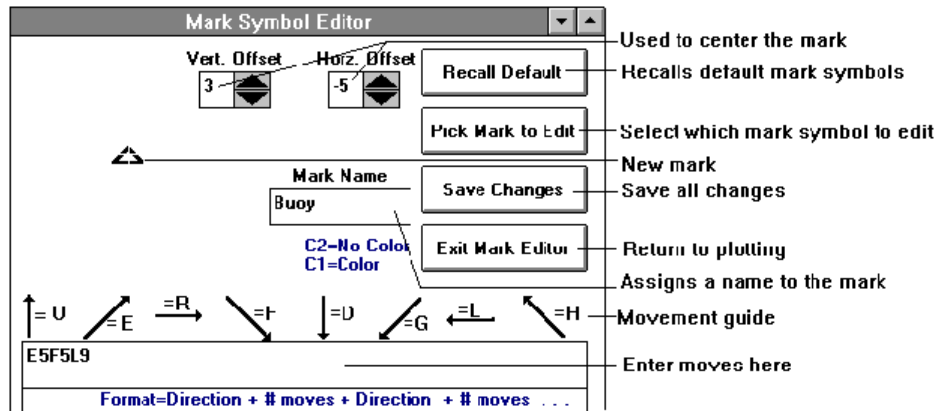 Mark Symbol Editor
Used to center the mark
Vert. Offset Horz. Offset
3 -5
Recall Default
Recalls default mark symbols
Pick Mark to Edit
Select which mark symbol to edit
New mark
Mark Name
Buoy
Save Changes
Save all changes
C2=No Color
C1=Color
Exit Mark Editor
Return to plotting
Assigns a name to the mark
=U =E =R =F =D =G =L =H
Movement guide
E5F5L9
Enter moves here
Format=Direction + # moves + Direction + # moves . . .